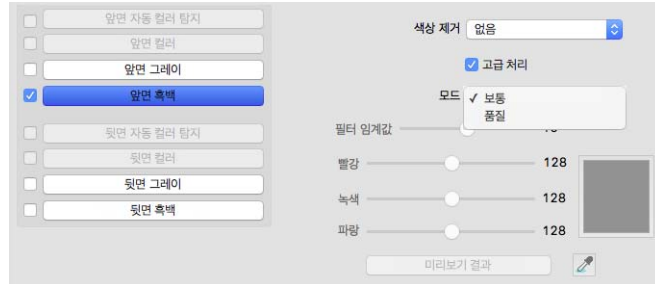 앞면 자동 컬러 탐지
앞면 컬러
앞면 그레이
앞면 흑백
뒷면 자동 컬러 탐지
뒷면 컬러
뒷면 그레이
뒷면 흑백
색상 제거 없음
고급 처리
모드 ✓ 보통
품질
필터 임계값
빨강 128
녹색 128
파랑 128
미리보기 결과